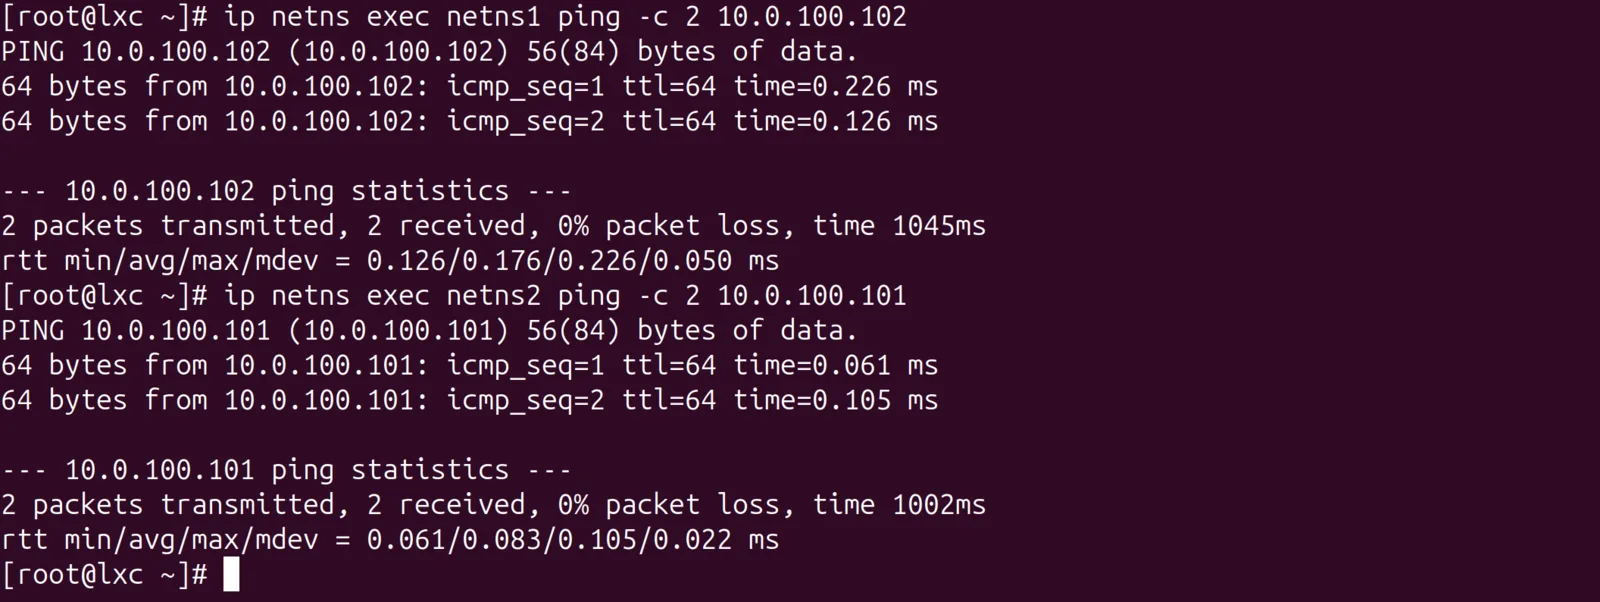 [root@lxc ~]# ip netns exec netns1 ping -c 2 10.0.100.102
PING 10.0.100.102 (10.0.100.102) 56(84) bytes of data.
64 bytes from 10.0.100.102: icmp_seq=1 ttl=64 time=0.226 ms
64 bytes from 10.0.100.102: icmp_seq=2 ttl=64 time=0.126 ms
--- 10.0.100.102 ping statistics ---
2 packets transmitted, 2 received, 0% packet loss, time 1045ms
rtt min/avg/max/mdev = 0.126/0.176/0.226/0.050 ms
[root@lxc ~]# ip netns exec netns2 ping -c 2 10.0.100.101
PING 10.0.100.101 (10.0.100.101) 56(84) bytes of data.
64 bytes from 10.0.100.101: icmp_seq=1 ttl=64 time=0.061 ms
64 bytes from 10.0.100.101: icmp_seq=2 ttl=64 time=0.105 ms
--- 10.0.100.101 ping statistics ---
2 packets transmitted, 2 received, 0% packet loss, time 1002ms
rtt min/avg/max/mdev = 0.061/0.083/0.105/0.022 ms
[root@lxc ~]#